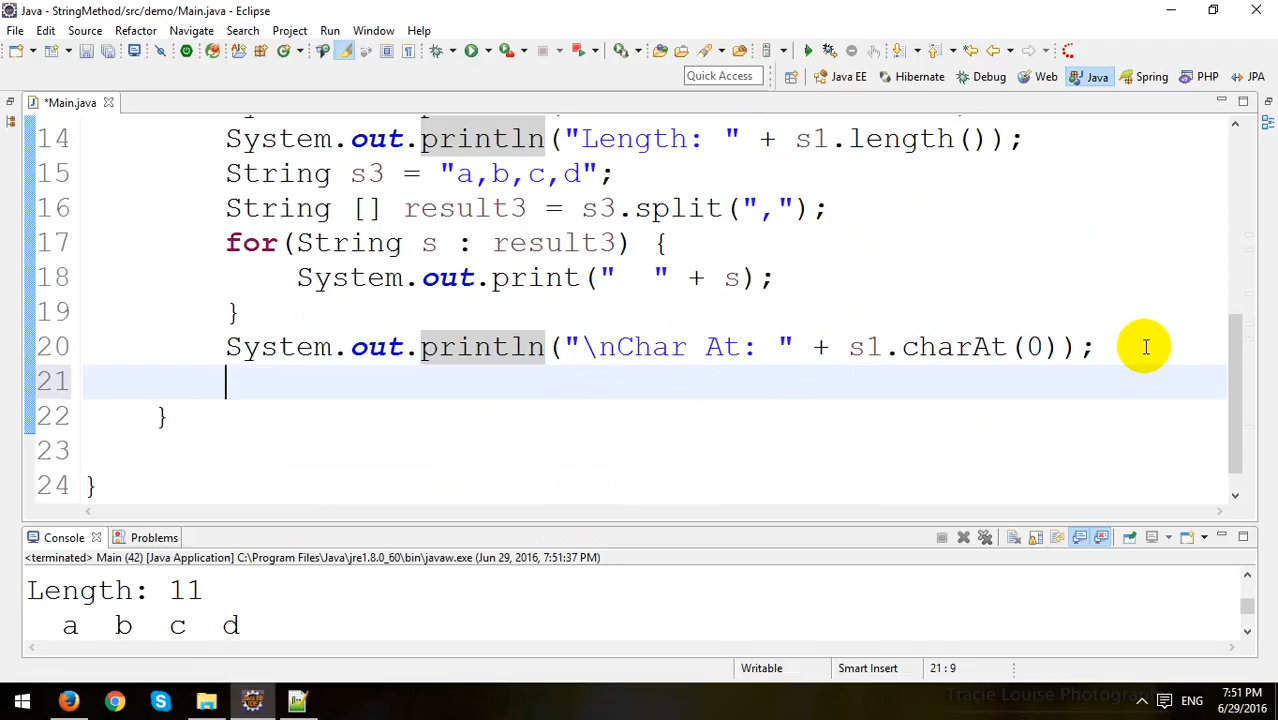 Java - StringMethod/src/demo/Main.java - Eclipse
File Edit Source Refactor Navigate Search Project Run Window Help
Quick Access
Java EE Hibernate Debug Web Java Spring PHP JPA
*Main.java
14 System.out.println("Length: " + s1.length());
15 String s3 = "a,b,c,d";
16 String [] result3 = s3.split(",");
17 for(String s : result3) {
18 System.out.print("  " + s);
19 }
20 System.out.println("\nChar At: " + s1.charAt(0));
21
22 }
23
24 }
Console Problems
<terminated> Main (42) [Java Application] C:\Program Files\Java\jre1.8.0_60\bin\javaw.exe (Jun 29, 2016, 7:51:37 PM)
Length: 11
a b c d
Writable Smart Insert 21 : 9
Tracie Louise Photography
ENG
7:51 PM
6/29/2016